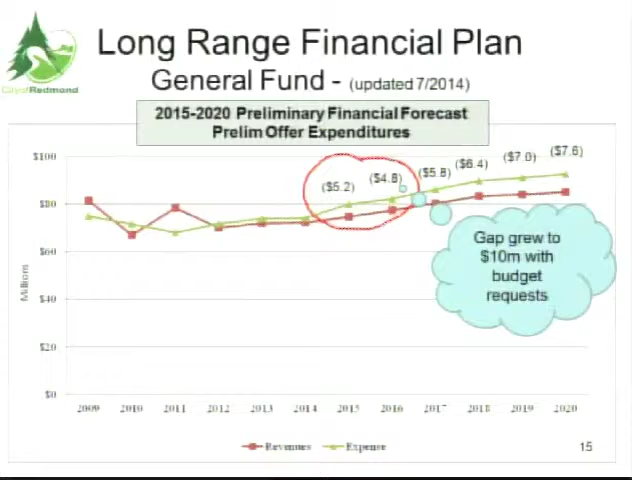 Long Range Financial Plan
General Fund - (updated 7/2014)
City of Redmond
2015-2020 Preliminary Financial Forecast
Prelim Offer Expenditures
$100
$80
$60
$40
$20
$0
Millions
($5.2)
($4.8)
($5.8)
($6.4)
($7.0)
($7.6)
Gap grew to
$10m with
budget
requests
2009 2010 2011 2012 2013 2014 2015 2016 2017 2018 2019 2020
Revenues Expense
15